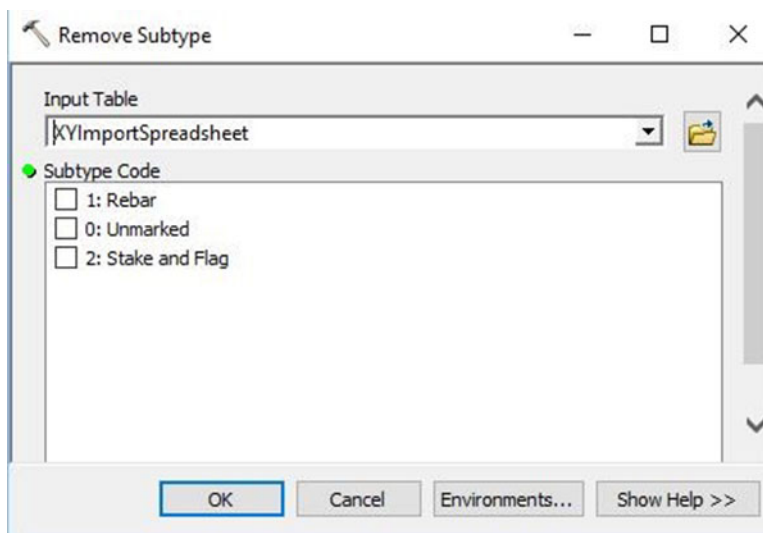 Remove Subtype
Input Table
XYImportSpreadsheet
Subtype Code
1: Rebar
0: Unmarked
2: Stake and Flag
OK Cancel Environments... Show Help >>